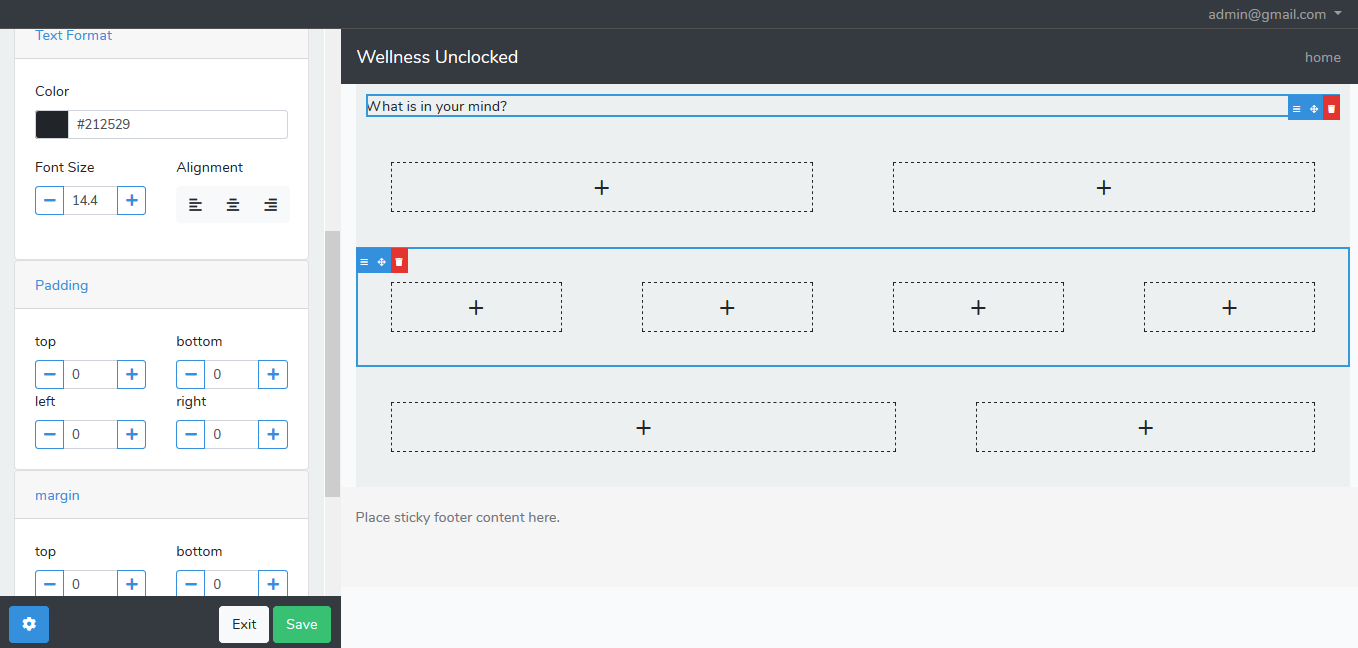 admin@gmail.com
Text Format
Color
#212529
Font Size
Alignment
14.4
Padding
top
bottom
0
0
left
right
0
0
margin
top
bottom
0
0
Exit
Save
Wellness Unclocked
home
What is in your mind?
Place sticky footer content here.